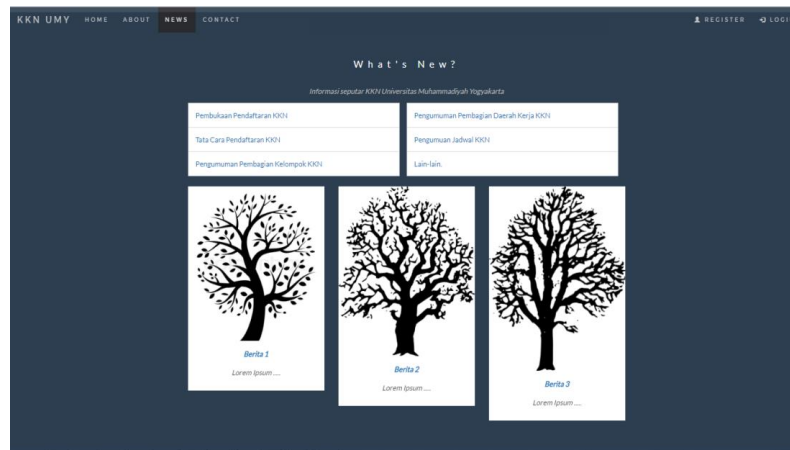 KKN UMY HOME ABOUT NEWS CONTACT REGISTER LOGI
What's New?
Informasi seputar KKN Universitas Muhammadiyah Yogyakarta
Pembukaan Pendaftaran KKN
Tata Cara Pendaftaran KKN
Pengumuman Pembagian Kelompok KKN
Pengumuman Pembagian Daerah Kerja KKN
Pengumuan Jadwal KKN
Lain-lain.
Berita 1
Lorem Ipsum ....
Berita 2
Lorem Ipsum ....
Berita 3
Lorem Ipsum ....